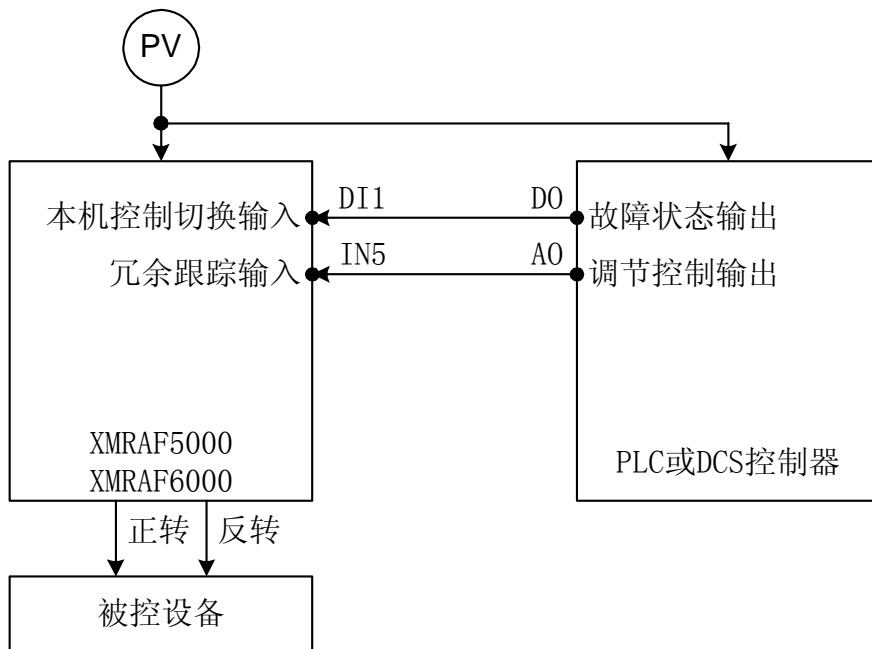 PV
本机控制切换输入
DI1
DO
故障状态输出
冗余跟踪输入
IN5
AO
调节控制输出
XMRAF5000
XMRAF6000
PLC或DCS控制器
正转
反转
被控设备